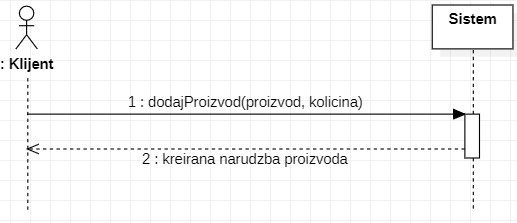 Sistem
: Klijent
1 : dodajProizvod(proizvod, kolicina)
2 : kreirana narudzba proizvoda